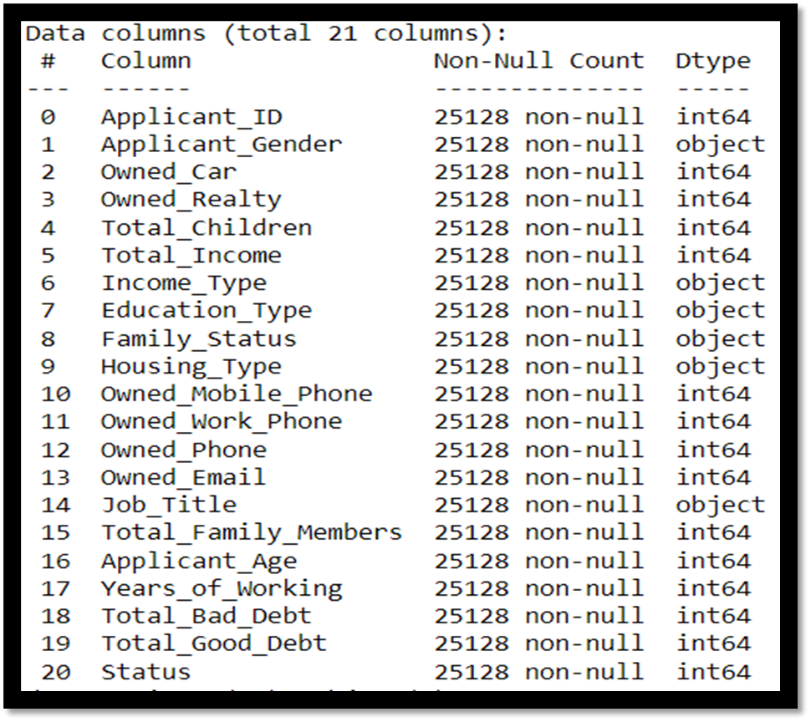 Data columns (total 21 columns):
# Column Non-Null Count Dtype
--- ------ -------------- -----
0 Applicant_ID 25128 non-null int64
1 Applicant_Gender 25128 non-null object
2 Owned_Car 25128 non-null int64
3 Owned_Realty 25128 non-null int64
4 Total_Children 25128 non-null int64
5 Total_Income 25128 non-null int64
6 Income_Type 25128 non-null object
7 Education_Type 25128 non-null object
8 Family_Status 25128 non-null object
9 Housing_Type 25128 non-null object
10 Owned_Mobile_Phone 25128 non-null int64
11 Owned_Work_Phone 25128 non-null int64
12 Owned_Phone 25128 non-null int64
13 Owned_Email 25128 non-null int64
14 Job_Title 25128 non-null object
15 Total_Family_Members 25128 non-null int64
16 Applicant_Age 25128 non-null int64
17 Years_of_Working 25128 non-null int64
18 Total_Bad_Debt 25128 non-null int64
19 Total_Good_Debt 25128 non-null int64
20 Status 25128 non-null int64